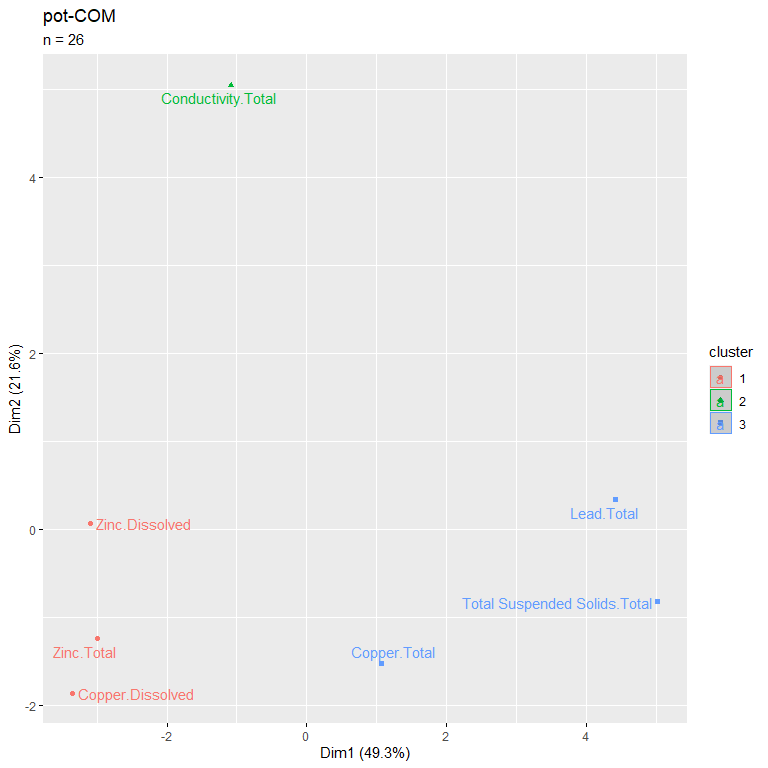 pot-COM
n = 26
Conductivity.Total
4
2
0
-2
Dim2 (21.6%)
Lead.Total
Zinc.Dissolved
Total Suspended Solids.Total
Zinc.Total
Copper.Total
Copper.Dissolved
-2
0
2
4
Dim1 (49.3%)
cluster
a 1
a 2
a 3